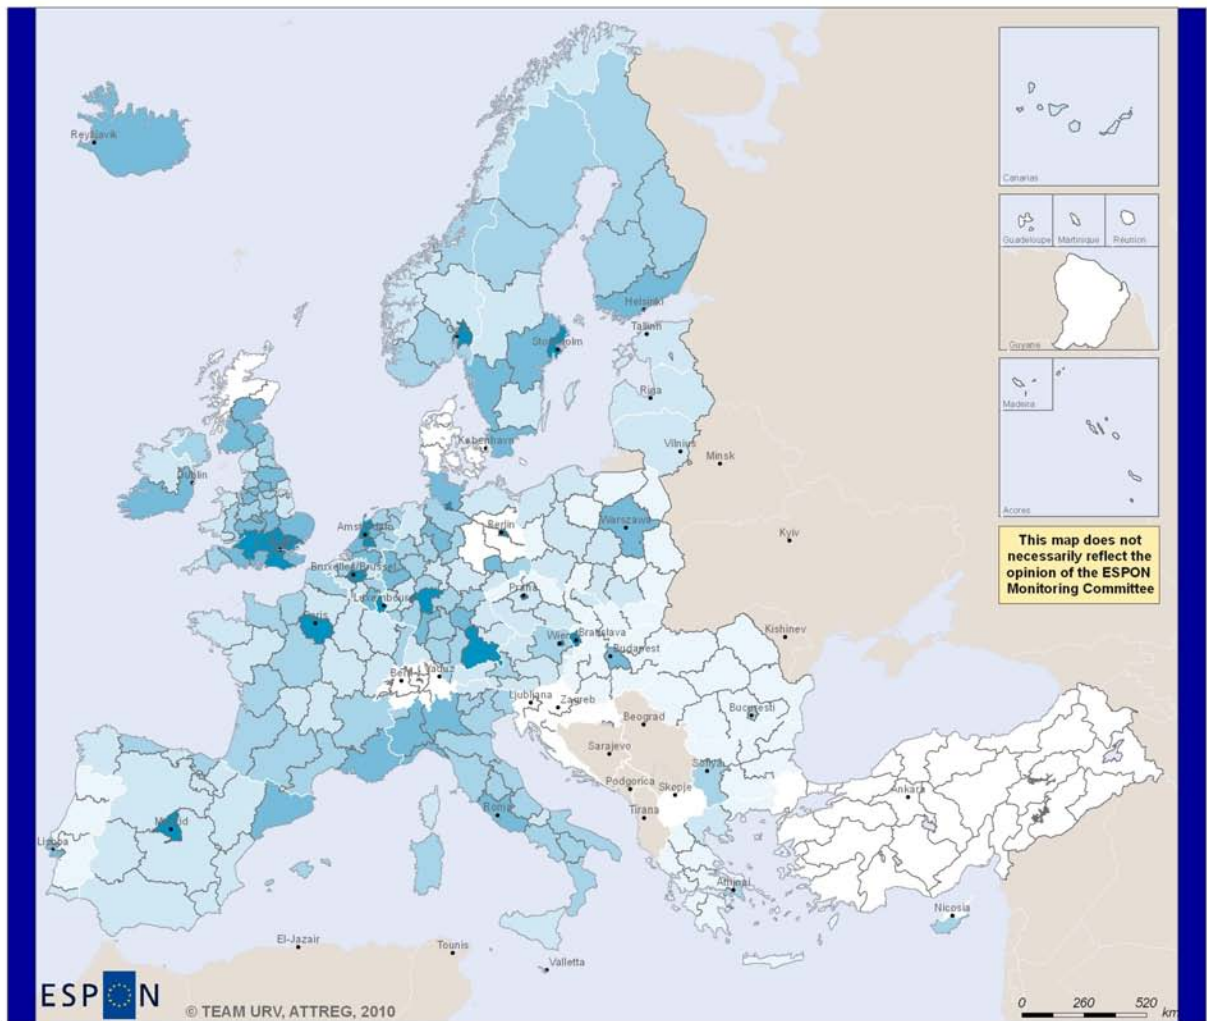 Reykjavik
Canarias
Guadeloupe
Martinique
Réunion
Guyane
Madeira
Acores
Helsinki
Tallinn
Stockholm
Riga
København
Vilnius
Minsk
Dublin
Berlin
Warszawa
Kyiv
Bruxelles/Brussel
Luxembourg
Praha
Paris
Wien
Bratislava
Budapest
Kishinev
Bern
Vaduz
Ljubljana
Zagreb
Bucuresti
Beograd
Sarajevo
Sofiya
Podgorica
Skopje
Ankara
Roma
Tirana
Madrid
Lisboa
Athinai
Nicosia
El-Jazair
Tounis
Valletta
This map does not
necessarily reflect the
opinion of the ESPON
Monitoring Committee
ESPON
© TEAM URV, ATTREG, 2010
0 260 520
km